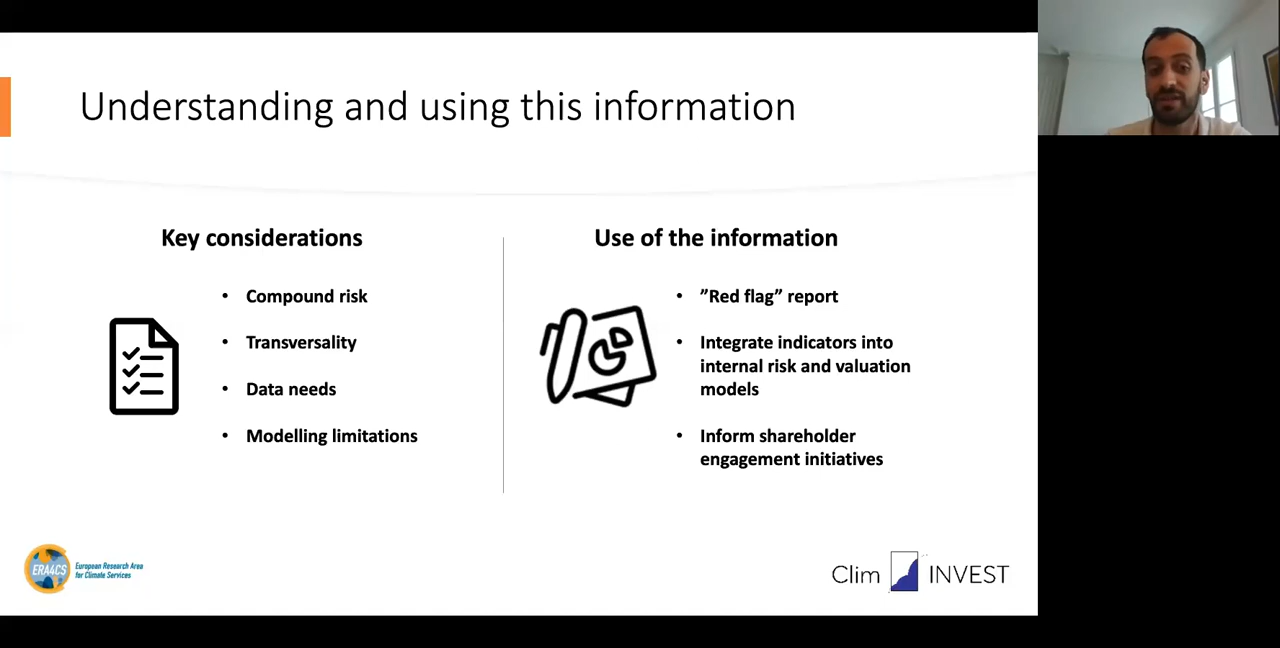 Understanding and using this information
Key considerations
• Compound risk
• Transversality
• Data needs
• Modelling limitations
Use of the information
• ”Red flag” report
• Integrate indicators into
internal risk and valuation
models
• Inform shareholder
engagement initiatives
ERA4CS
European Research Area
for Climate Services
Clim INVEST